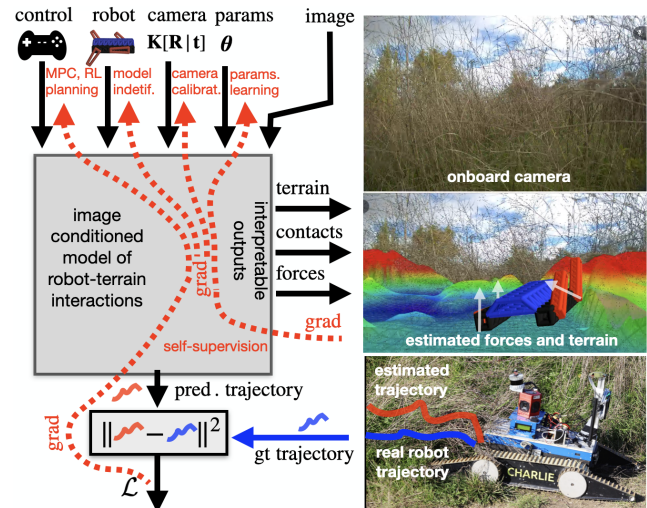 control
robot
camera
params
image
K[R|t]
θ
MPC, RL
planning
model
indetif.
camera
calibrat.
params.
learning
onboard camera
image
conditioned
model of
robot-terrain
interactions
grad
interpretable
outputs
terrain
contacts
forces
grad
self-supervision
estimated forces and terrain
pred. trajectory
grad
|| − ||²
gt trajectory
ℒ
estimated
trajectory
real robot
trajectory
CHARLIE